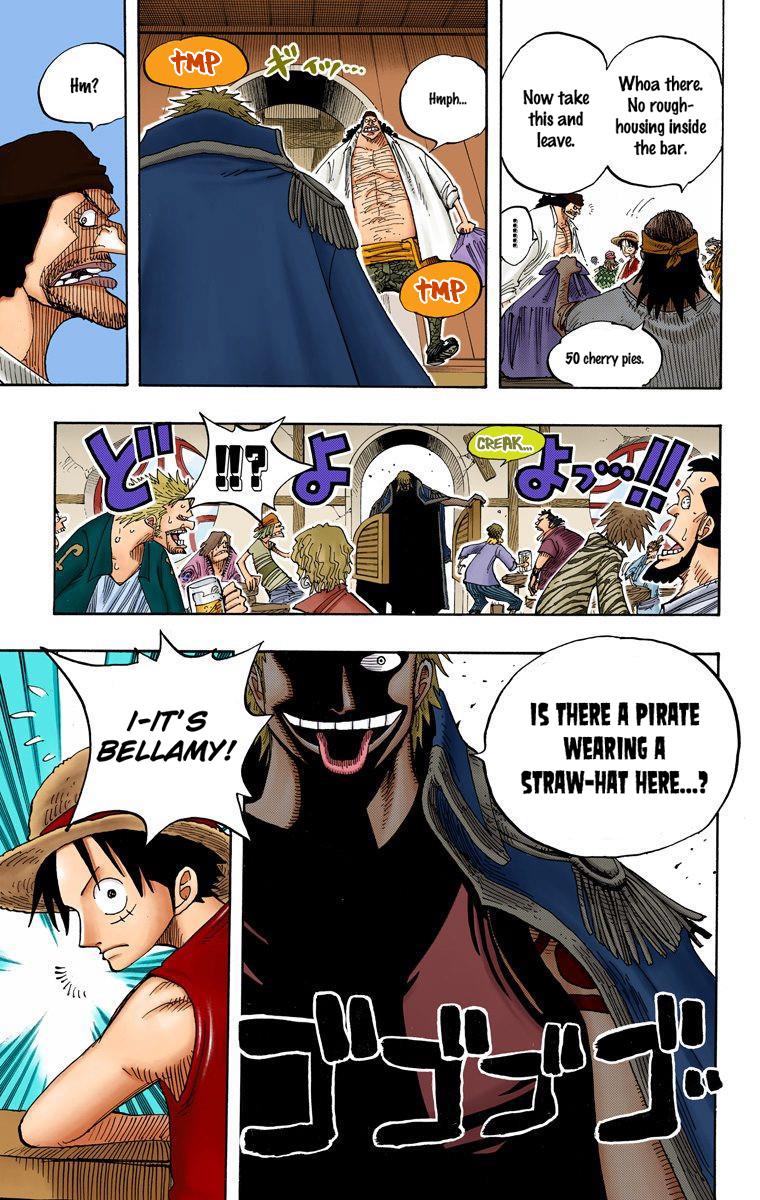 Whoa there.
No rough-
housing inside
the bar.
Now take
this and
leave.
50 cherry pies.
Hmph...
ギィッ...
TMP
TMP
Hm?
CREAK...
どよよっ…!!
!!?
IS THERE A PIRATE
WEARING A
STRAW-HAT HERE...?
I-IT'S
BELLAMY!
ゴゴゴゴ...